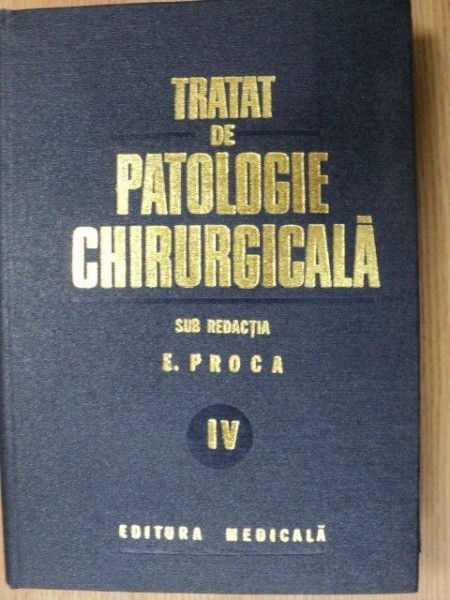 TRATAT
DE
PATOLOGIE
CHIRURGICALĂ
SUB REDACȚIA
E. PROCA
IV
EDITURA MEDICALĂ